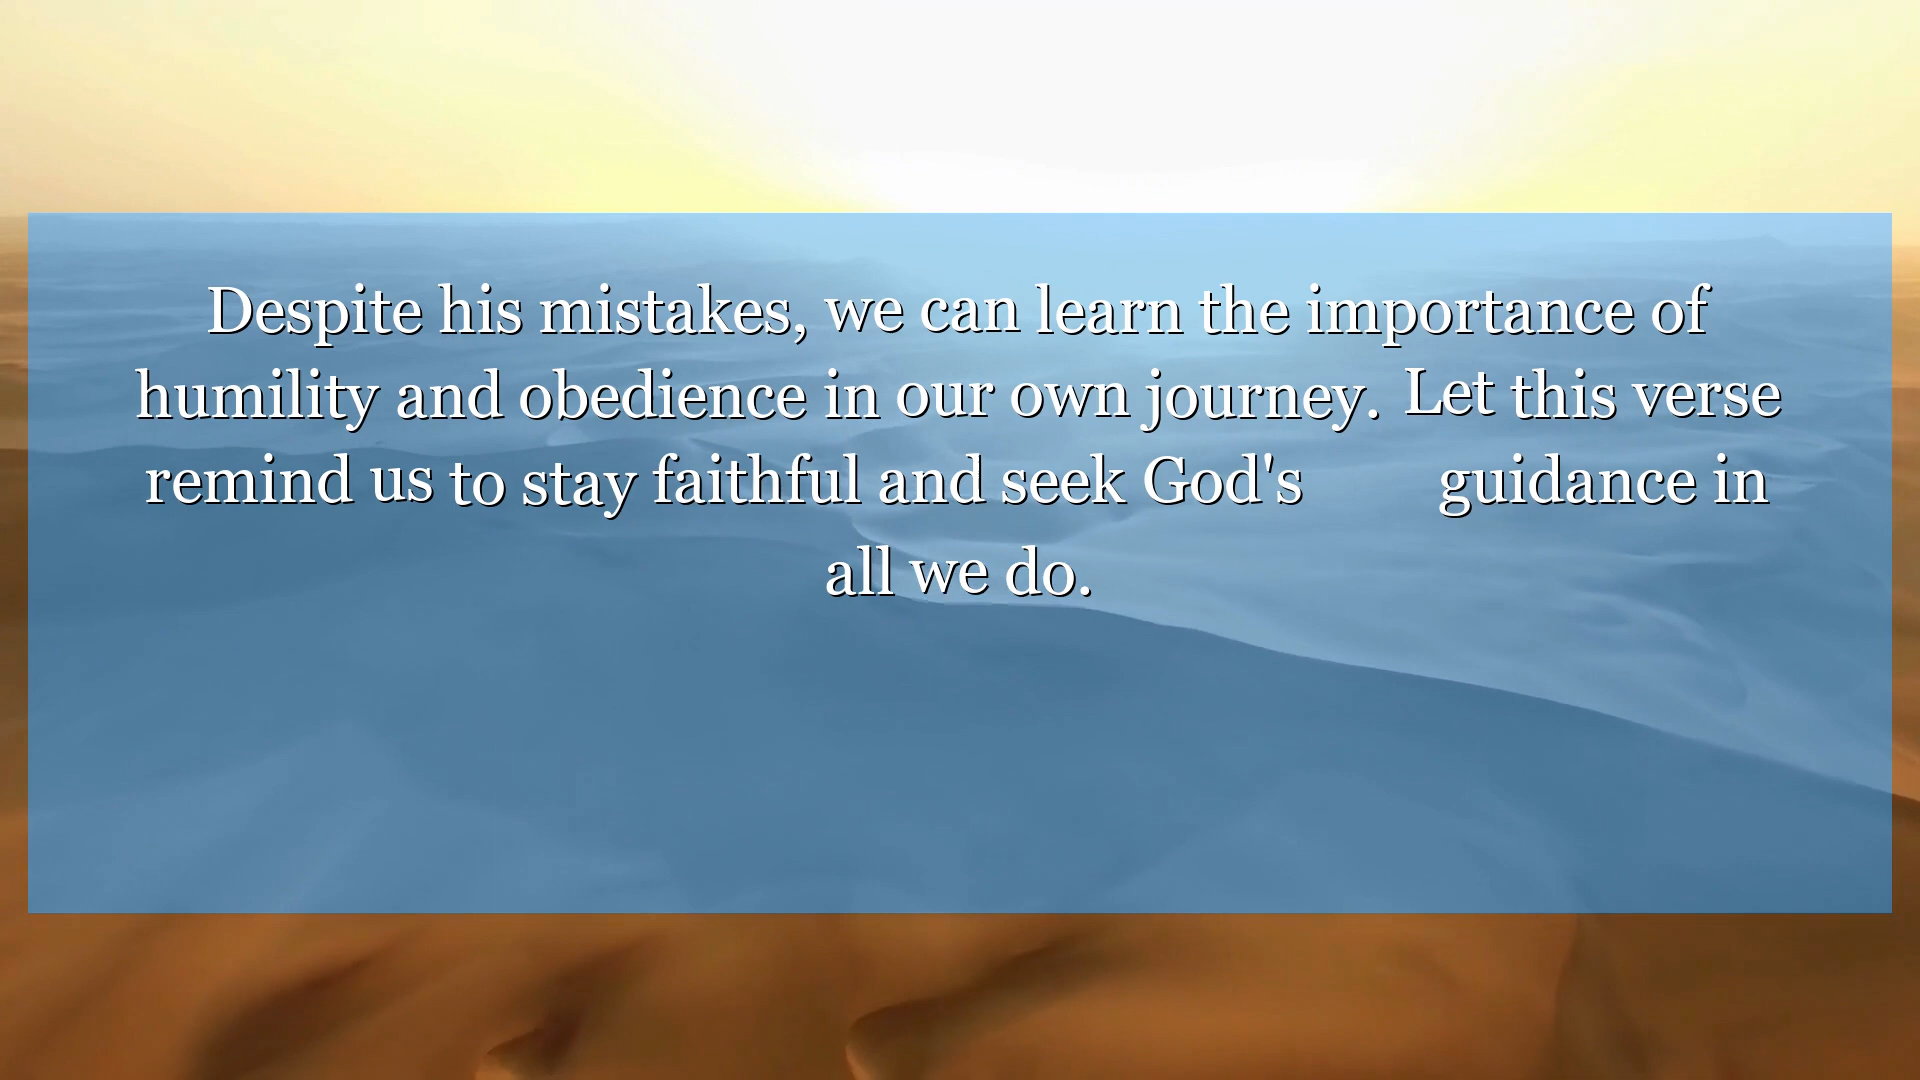 Despite his mistakes, we can learn the importance of
humility and obedience in our own journey. Let this verse
remind us to stay faithful and seek God's guidance in
all we do.